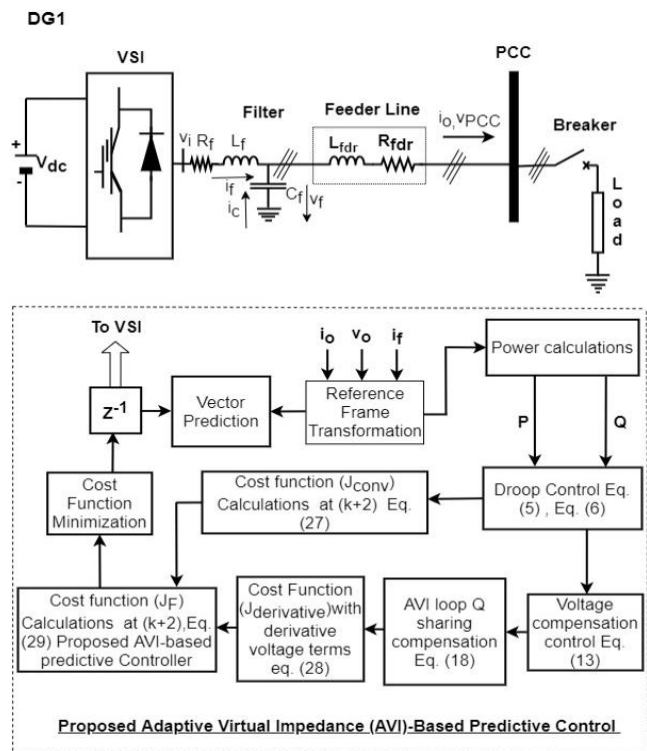 DG1
VSI
PCC
Filter
Feeder Line
io,vPCC
Breaker
vi Rf
Lf
Lfdr
Rfdr
+
Vdc
-
if
ic
Cf
vf
x
Load
To VSI
io vo if
Power calculations
z-1
Vector
Prediction
Reference
Frame
Transformation
P
Q
Cost
Function
Minimization
Cost function (Jconv)
Calculations at (k+2) Eq.
(27)
Droop Control Eq.
(5) , Eq. (6)
Cost function (JF)
Calculations at (k+2),Eq.
(29) Proposed AVI-based
predictive Controller
Cost Function
(Jderivative)with
derivative
voltage terms
eq. (28)
AVI loop Q
sharing
compensation
Eq. (18)
Voltage
compensation
control Eq.
(13)
Proposed Adaptive Virtual Impedance (AVI)-Based Predictive Control